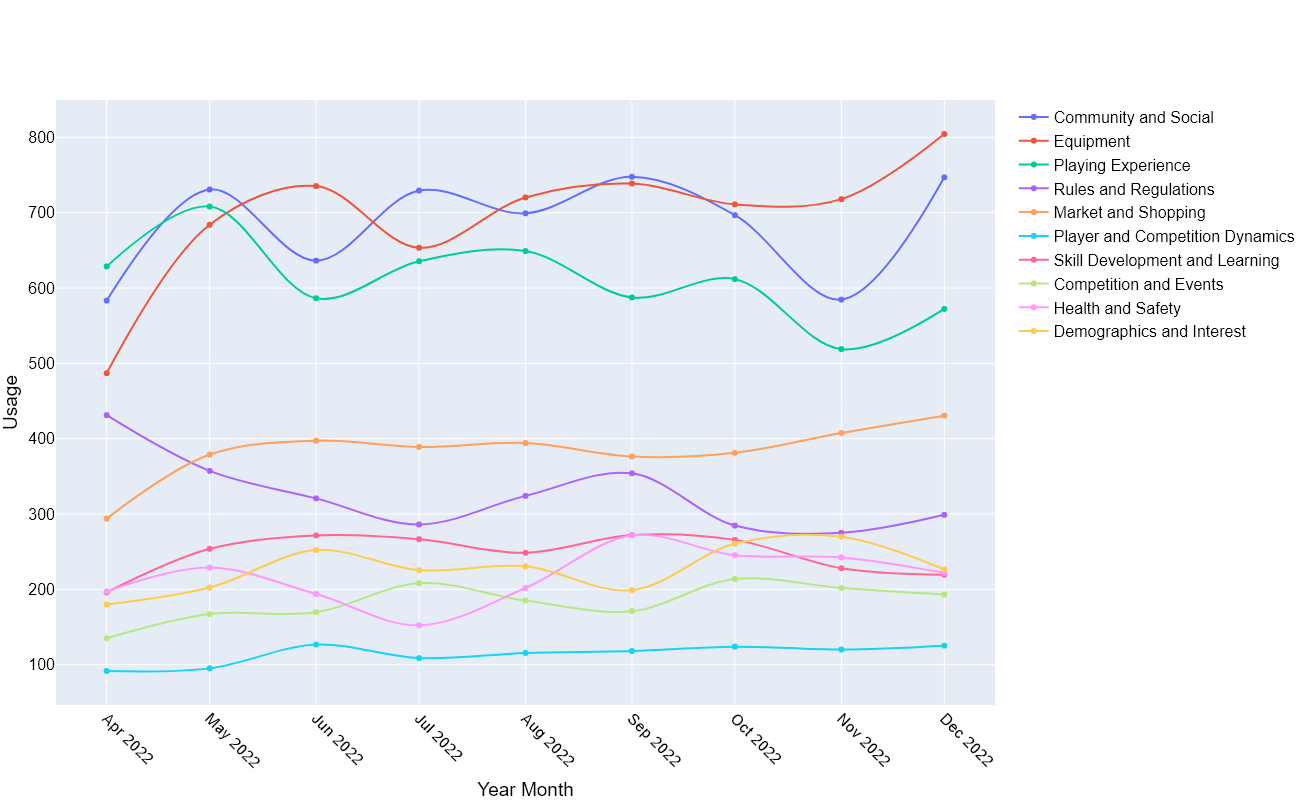 800
700
600
500
400
300
200
100
Usage
Apr 2022
May 2022
Jun 2022
Jul 2022
Aug 2022
Sep 2022
Oct 2022
Nov 2022
Dec 2022
Year Month
Community and Social
Equipment
Playing Experience
Rules and Regulations
Market and Shopping
Player and Competition Dynamics
Skill Development and Learning
Competition and Events
Health and Safety
Demographics and Interest